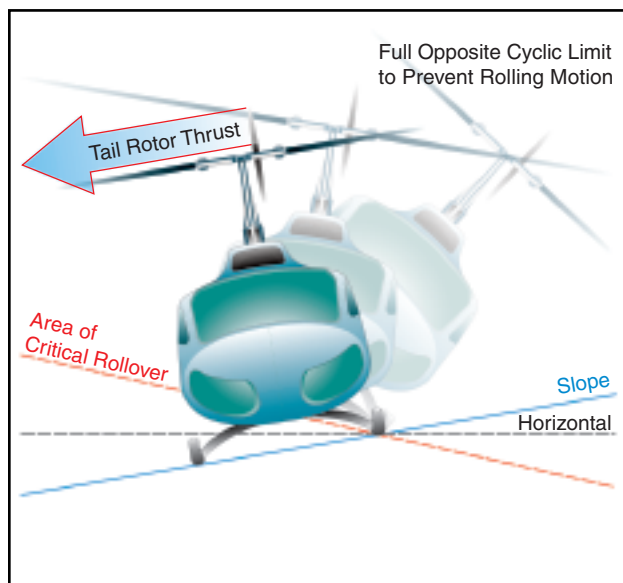 Full Opposite Cyclic Limit
to Prevent Rolling Motion
Tail Rotor Thrust
Area of
Critical Rollover
Slope
Horizontal